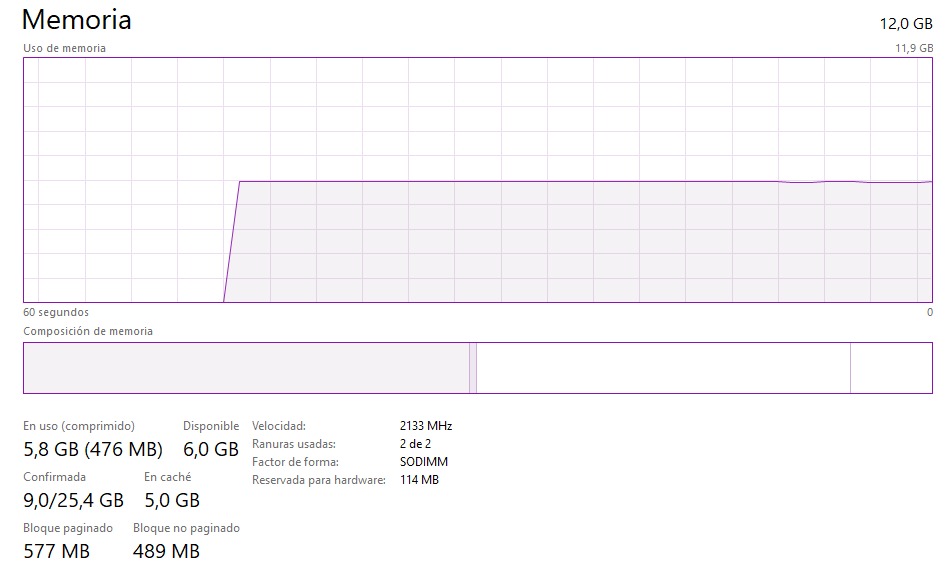 Memoria 12,0 GB
Uso de memoria 11,9 GB
60 segundos 0
Composición de memoria
En uso (comprimido) Disponible Velocidad: 2133 MHz
5,8 GB (476 MB) 6,0 GB Ranuras usadas: 2 de 2
Factor de forma: SODIMM
Confirmada En caché Reservada para hardware: 114 MB
9,0/25,4 GB 5,0 GB
Bloque paginado Bloque no paginado
577 MB 489 MB